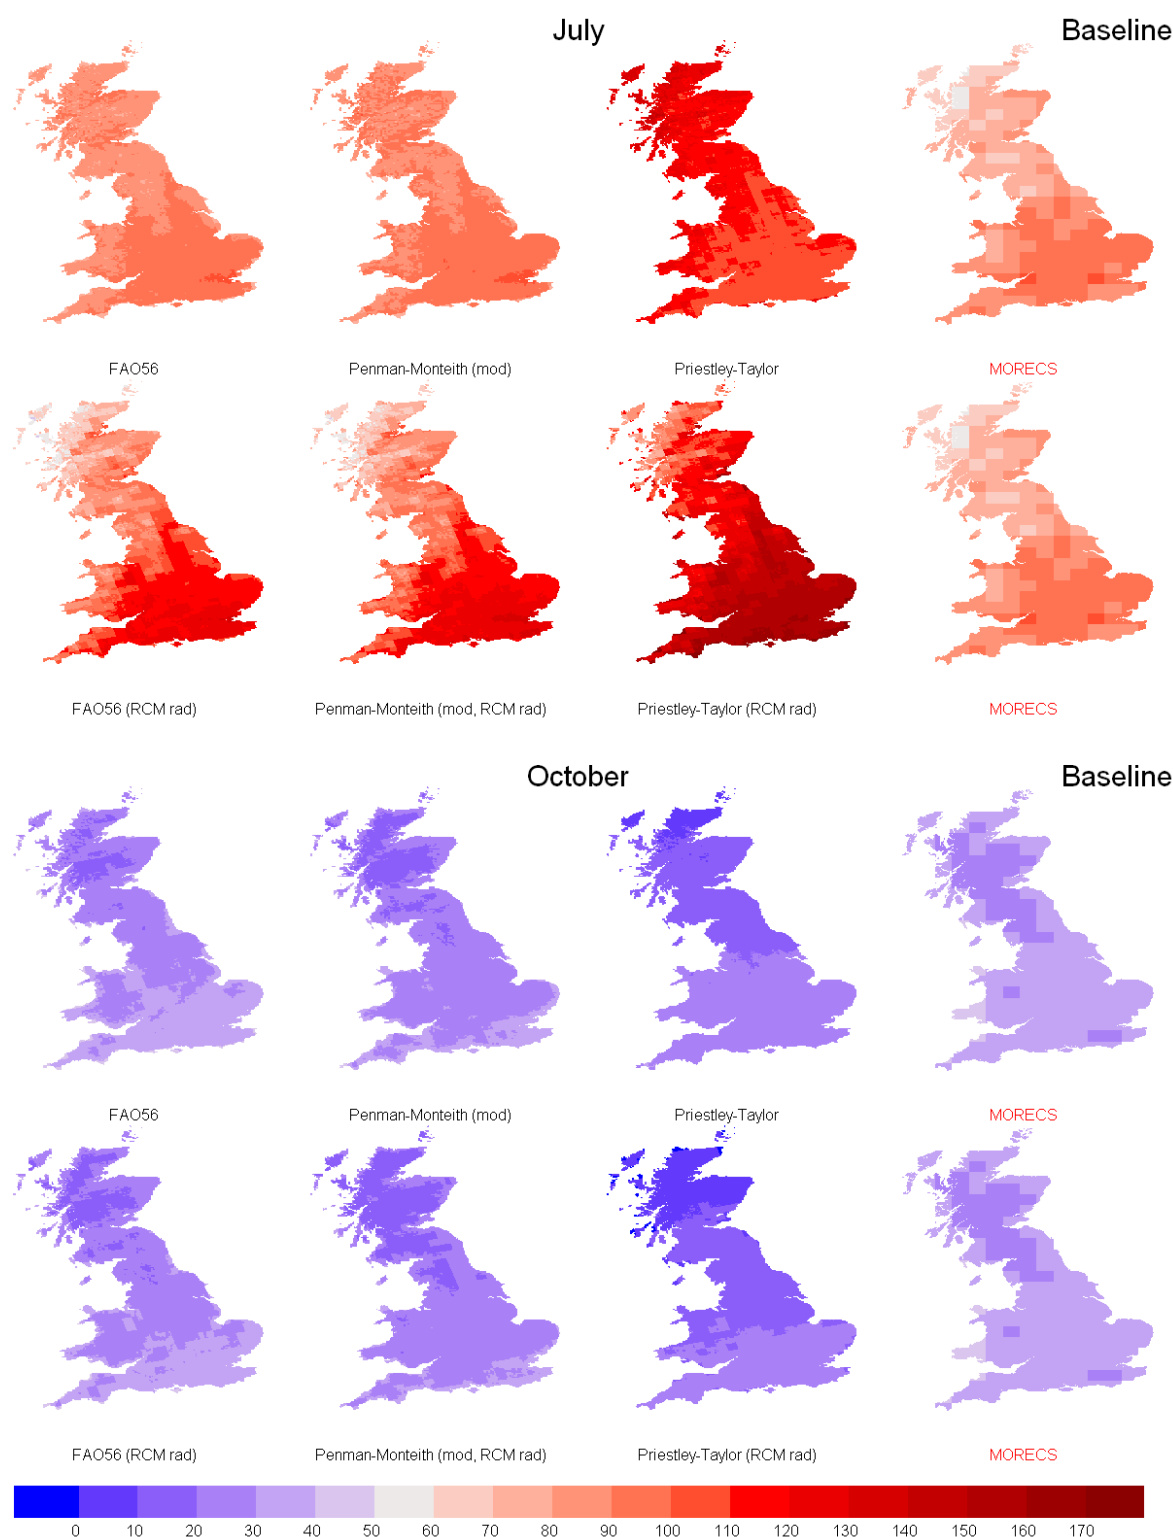 July Baseline
FAO56 Penman-Monteith (mod) Priestley-Taylor MORECS
FAO56 (RCM rad) Penman-Monteith (mod, RCM rad) Priestley-Taylor (RCM rad) MORECS
October Baseline
FAO56 Penman-Monteith (mod) Priestley-Taylor MORECS
FAO56 (RCM rad) Penman-Monteith (mod, RCM rad) Priestley-Taylor (RCM rad) MORECS
0 10 20 30 40 50 60 70 80 90 100 110 120 130 140 150 160 170